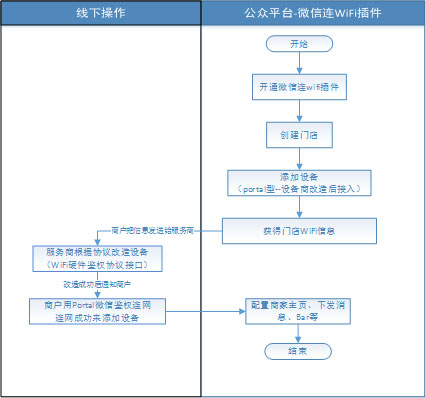 线下操作
公众平台-微信连WiFi插件
开始
开通微信连wifi插件
创建门店
添加设备
（portal型--设备商改造后接入）
商户把信息发送给服务商
获得门店WiFi信息
服务商根据协议改造设备
（WiFi硬件鉴权协议接口）
改造成功后通知商户
商户用Portal微信鉴权连网
连网成功来添加设备
配置商家主页、下发消
息、Bar等
结束